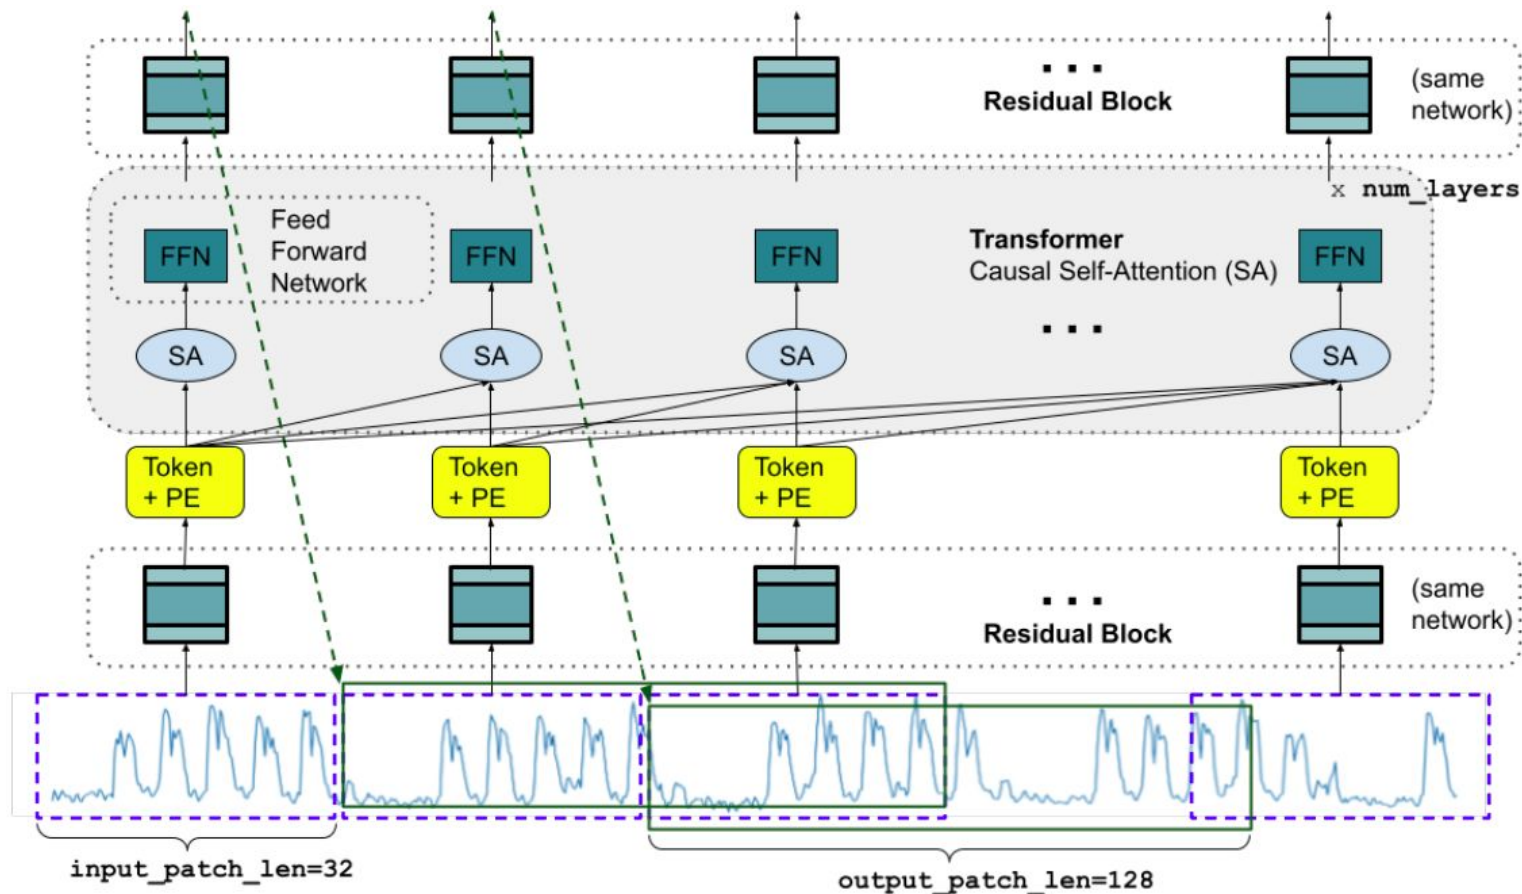 . . .
Residual Block
(same
network)
x num_layers
Feed
Forward
Network
FFN
FFN
FFN
Transformer
Causal Self-Attention (SA)
FFN
. . .
SA
SA
SA
SA
Token
+ PE
Token
+ PE
Token
+ PE
Token
+ PE
. . .
Residual Block
(same
network)
input_patch_len=32
output_patch_len=128